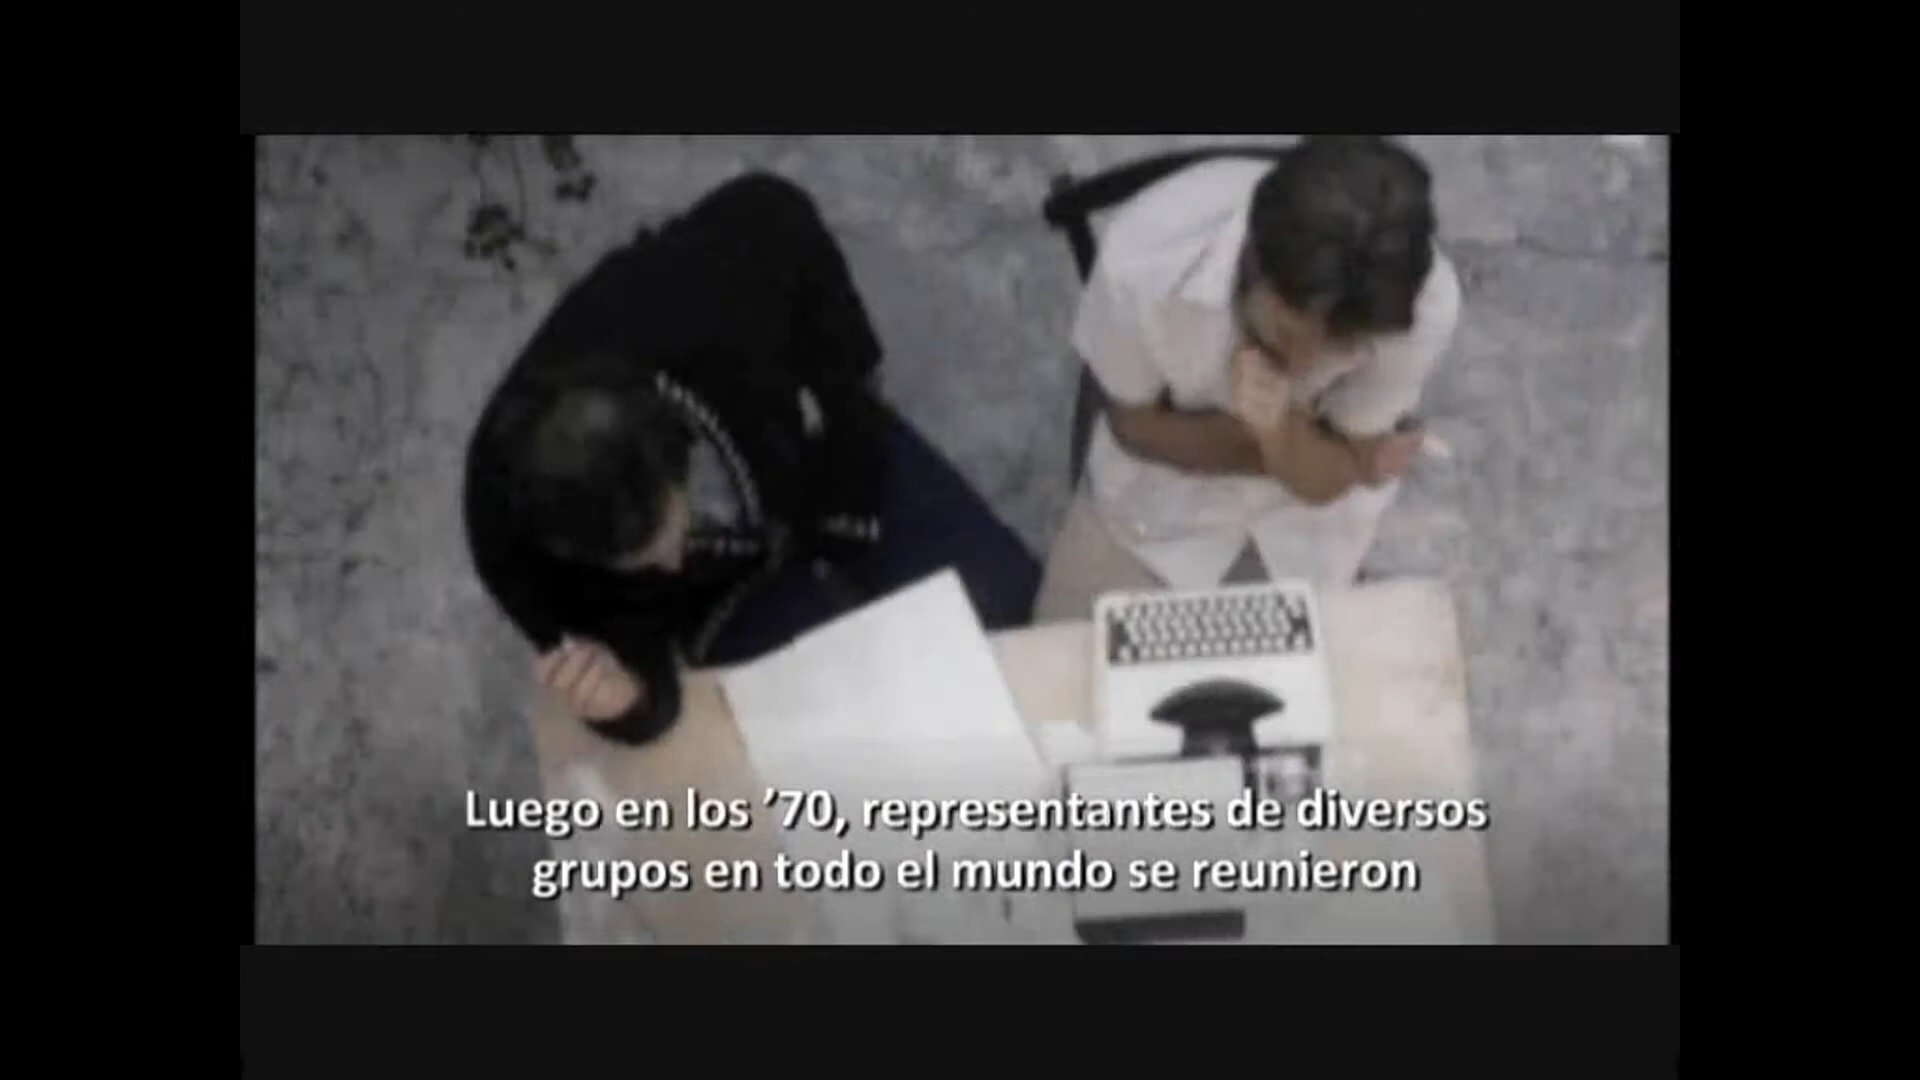 Luego en los ’70, representantes de diversos
grupos en todo el mundo se reunieron